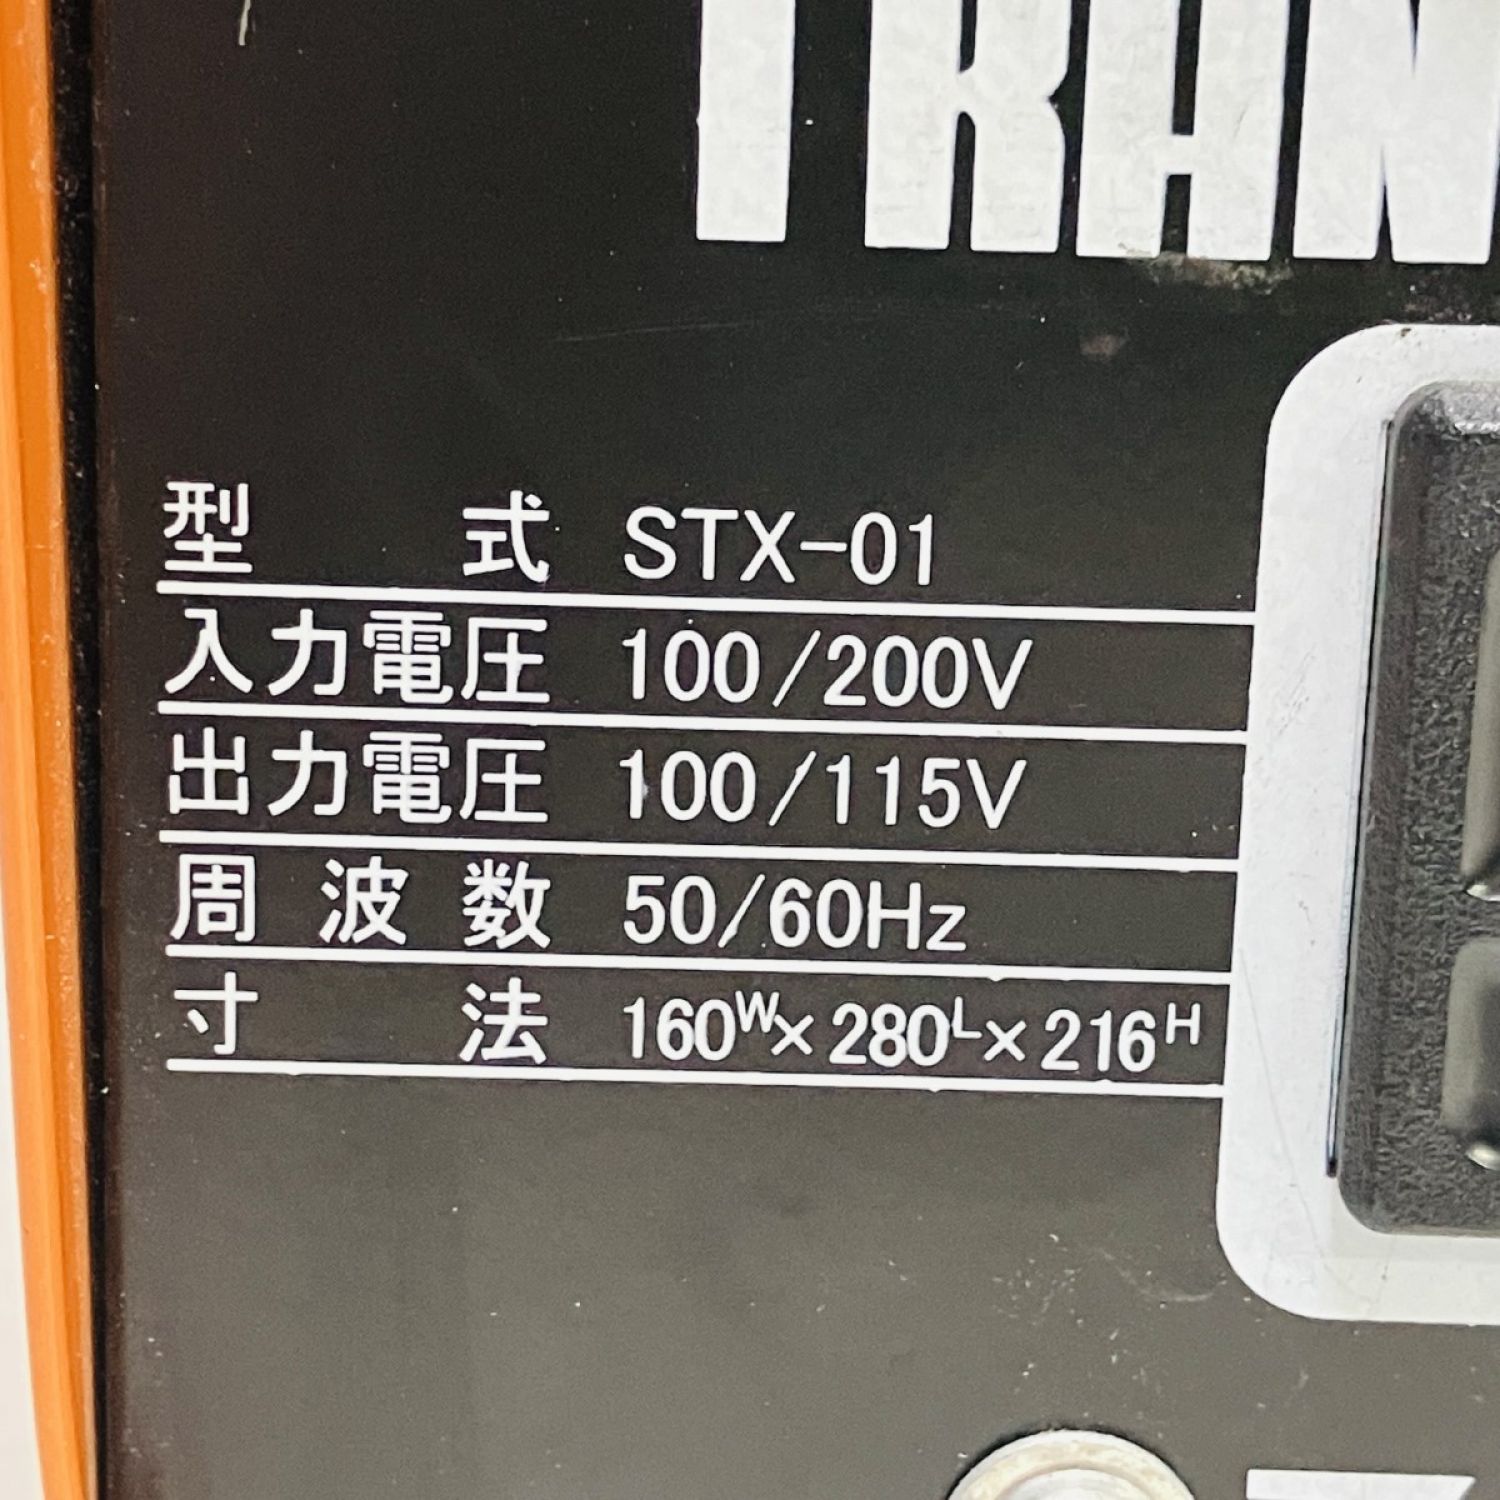 TRAN
型式 STX-01
入力電圧 100/200V
出力電圧 100/115V
周波数 50/60Hz
寸法 160W×280L×216H